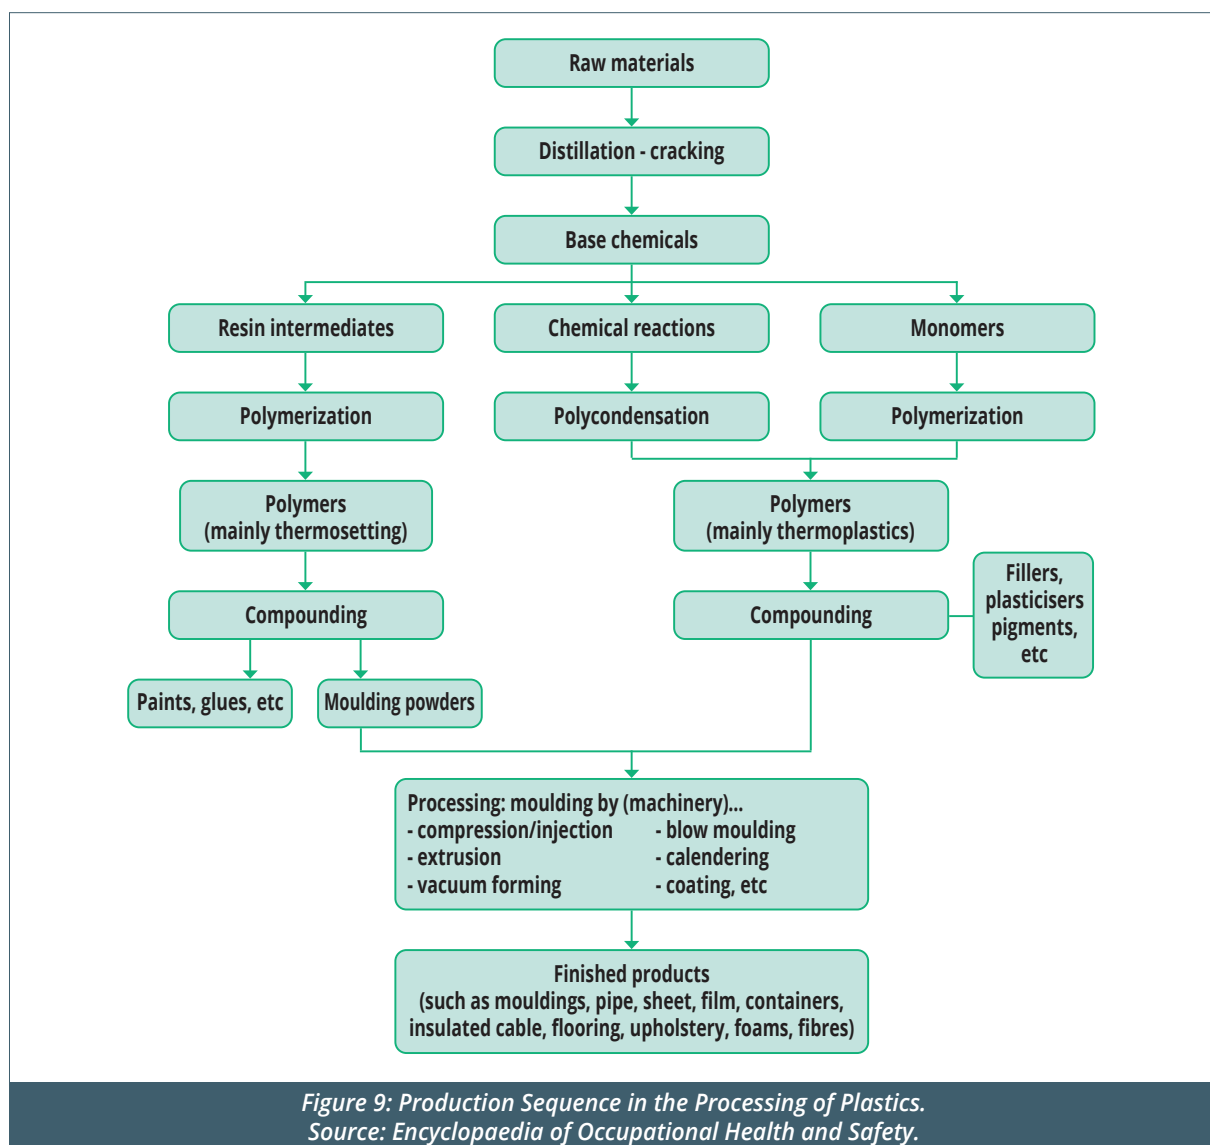 Raw materials
Distillation - cracking
Base chemicals
Resin intermediates
Chemical reactions
Monomers
Polymerization
Polycondensation
Polymerization
Polymers
(mainly thermosetting)
Polymers
(mainly thermoplastics)
Compounding
Compounding
Fillers,
plasticisers
pigments,
etc
Paints, glues, etc
Moulding powders
Processing: moulding by (machinery)...
- compression/injection
- blow moulding
- extrusion
- calendering
- vacuum forming
- coating, etc
Finished products
(such as mouldings, pipe, sheet, film, containers,
insulated cable, flooring, upholstery, foams, fibres)
Figure 9: Production Sequence in the Processing of Plastics.
Source: Encyclopaedia of Occupational Health and Safety.